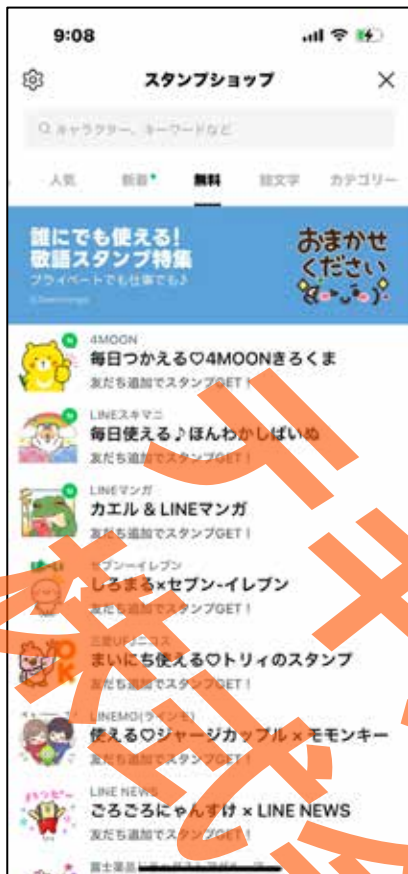 9:08
スタンプショップ
キャラクター、キーワードなど
人気 新着 無料 絵文字 カテゴリー
誰にでも使える!
敬語スタンプ特集
プライベートでも仕事でも♪
おまかせ
ください
4MOON
毎日つかえる♡4MOONきろくま
友だち追加でスタンプGET!
LINEスキマニ
毎日使える♪ほんわかしばいぬ
友だち追加でスタンプGET!
LINEマンガ
カエル & LINEマンガ
友だち追加でスタンプGET!
セブン‐イレブン
しろまる×セブン‐イレブン
友だち追加でスタンプGET!
三菱UFJニコス
まいにち使える♡トリィのスタンプ
友だち追加でスタンプGET!
LINEMO(ラインモ)
使える♡ジャージカップル × モモンキー
友だち追加でスタンプGET!
ハッピー
LINE NEWS
ごろごろにゃんすけ × LINE NEWS
友だち追加でスタンプGET!
富士薬品